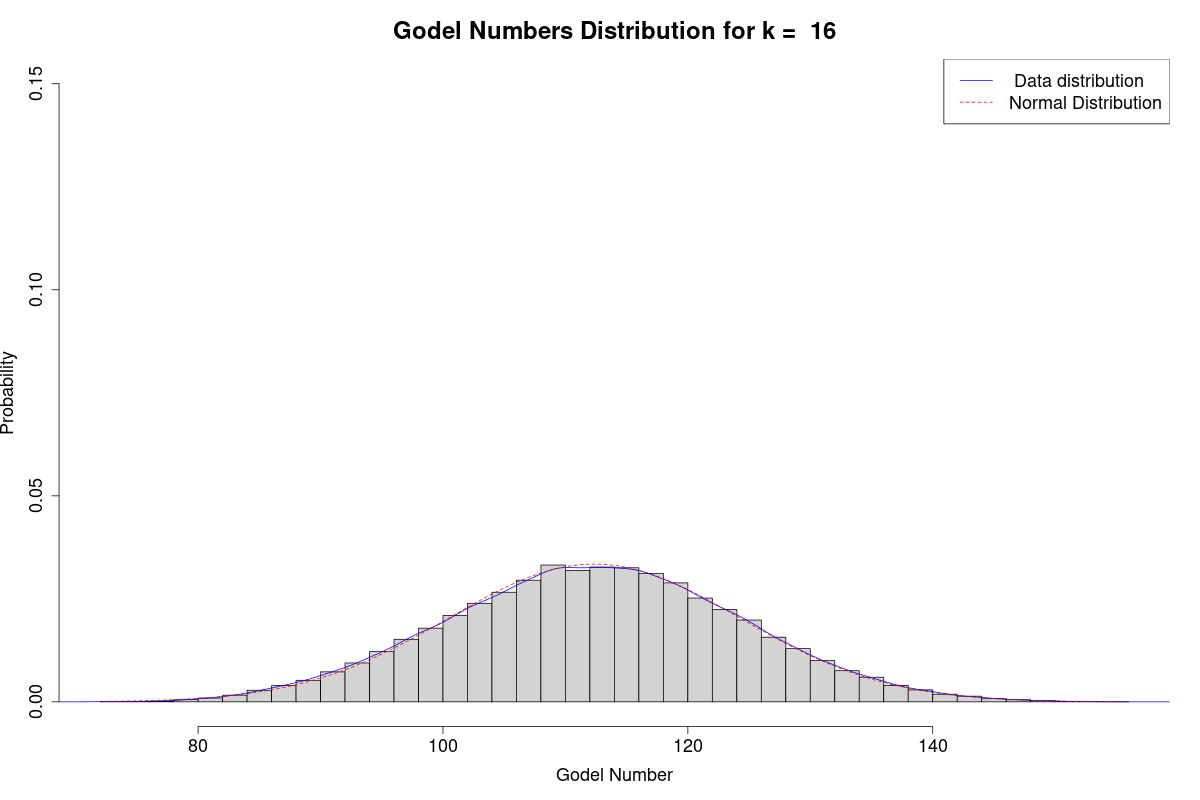 Godel Numbers Distribution for k =  16
Data distribution
Normal Distribution
0.15
0.10
0.05
0.00
Probability
80 100 120 140
Godel Number